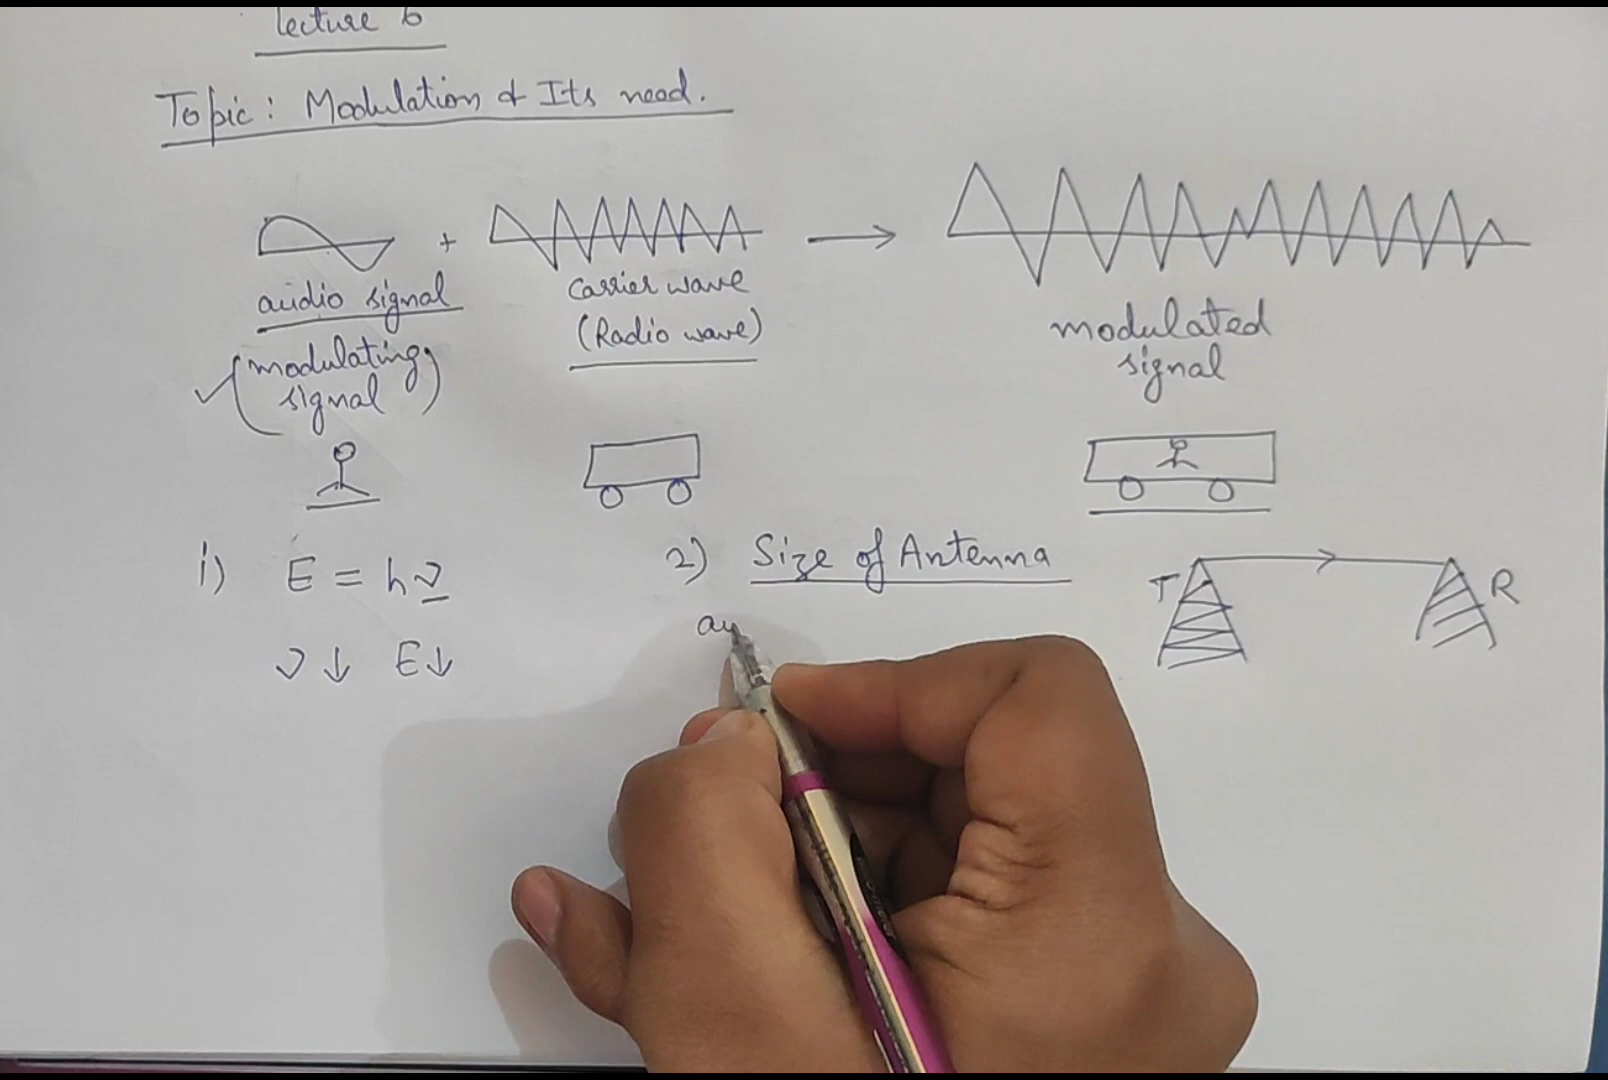 Lecture 6
Topic: Modulation & Its need.
audio signal
+
carrier wave
(Radio wave)
→
modulated
signal
(modulating
signal)
1) E = hν
ν↓ E↓
2) Size of Antenna
au
T
R